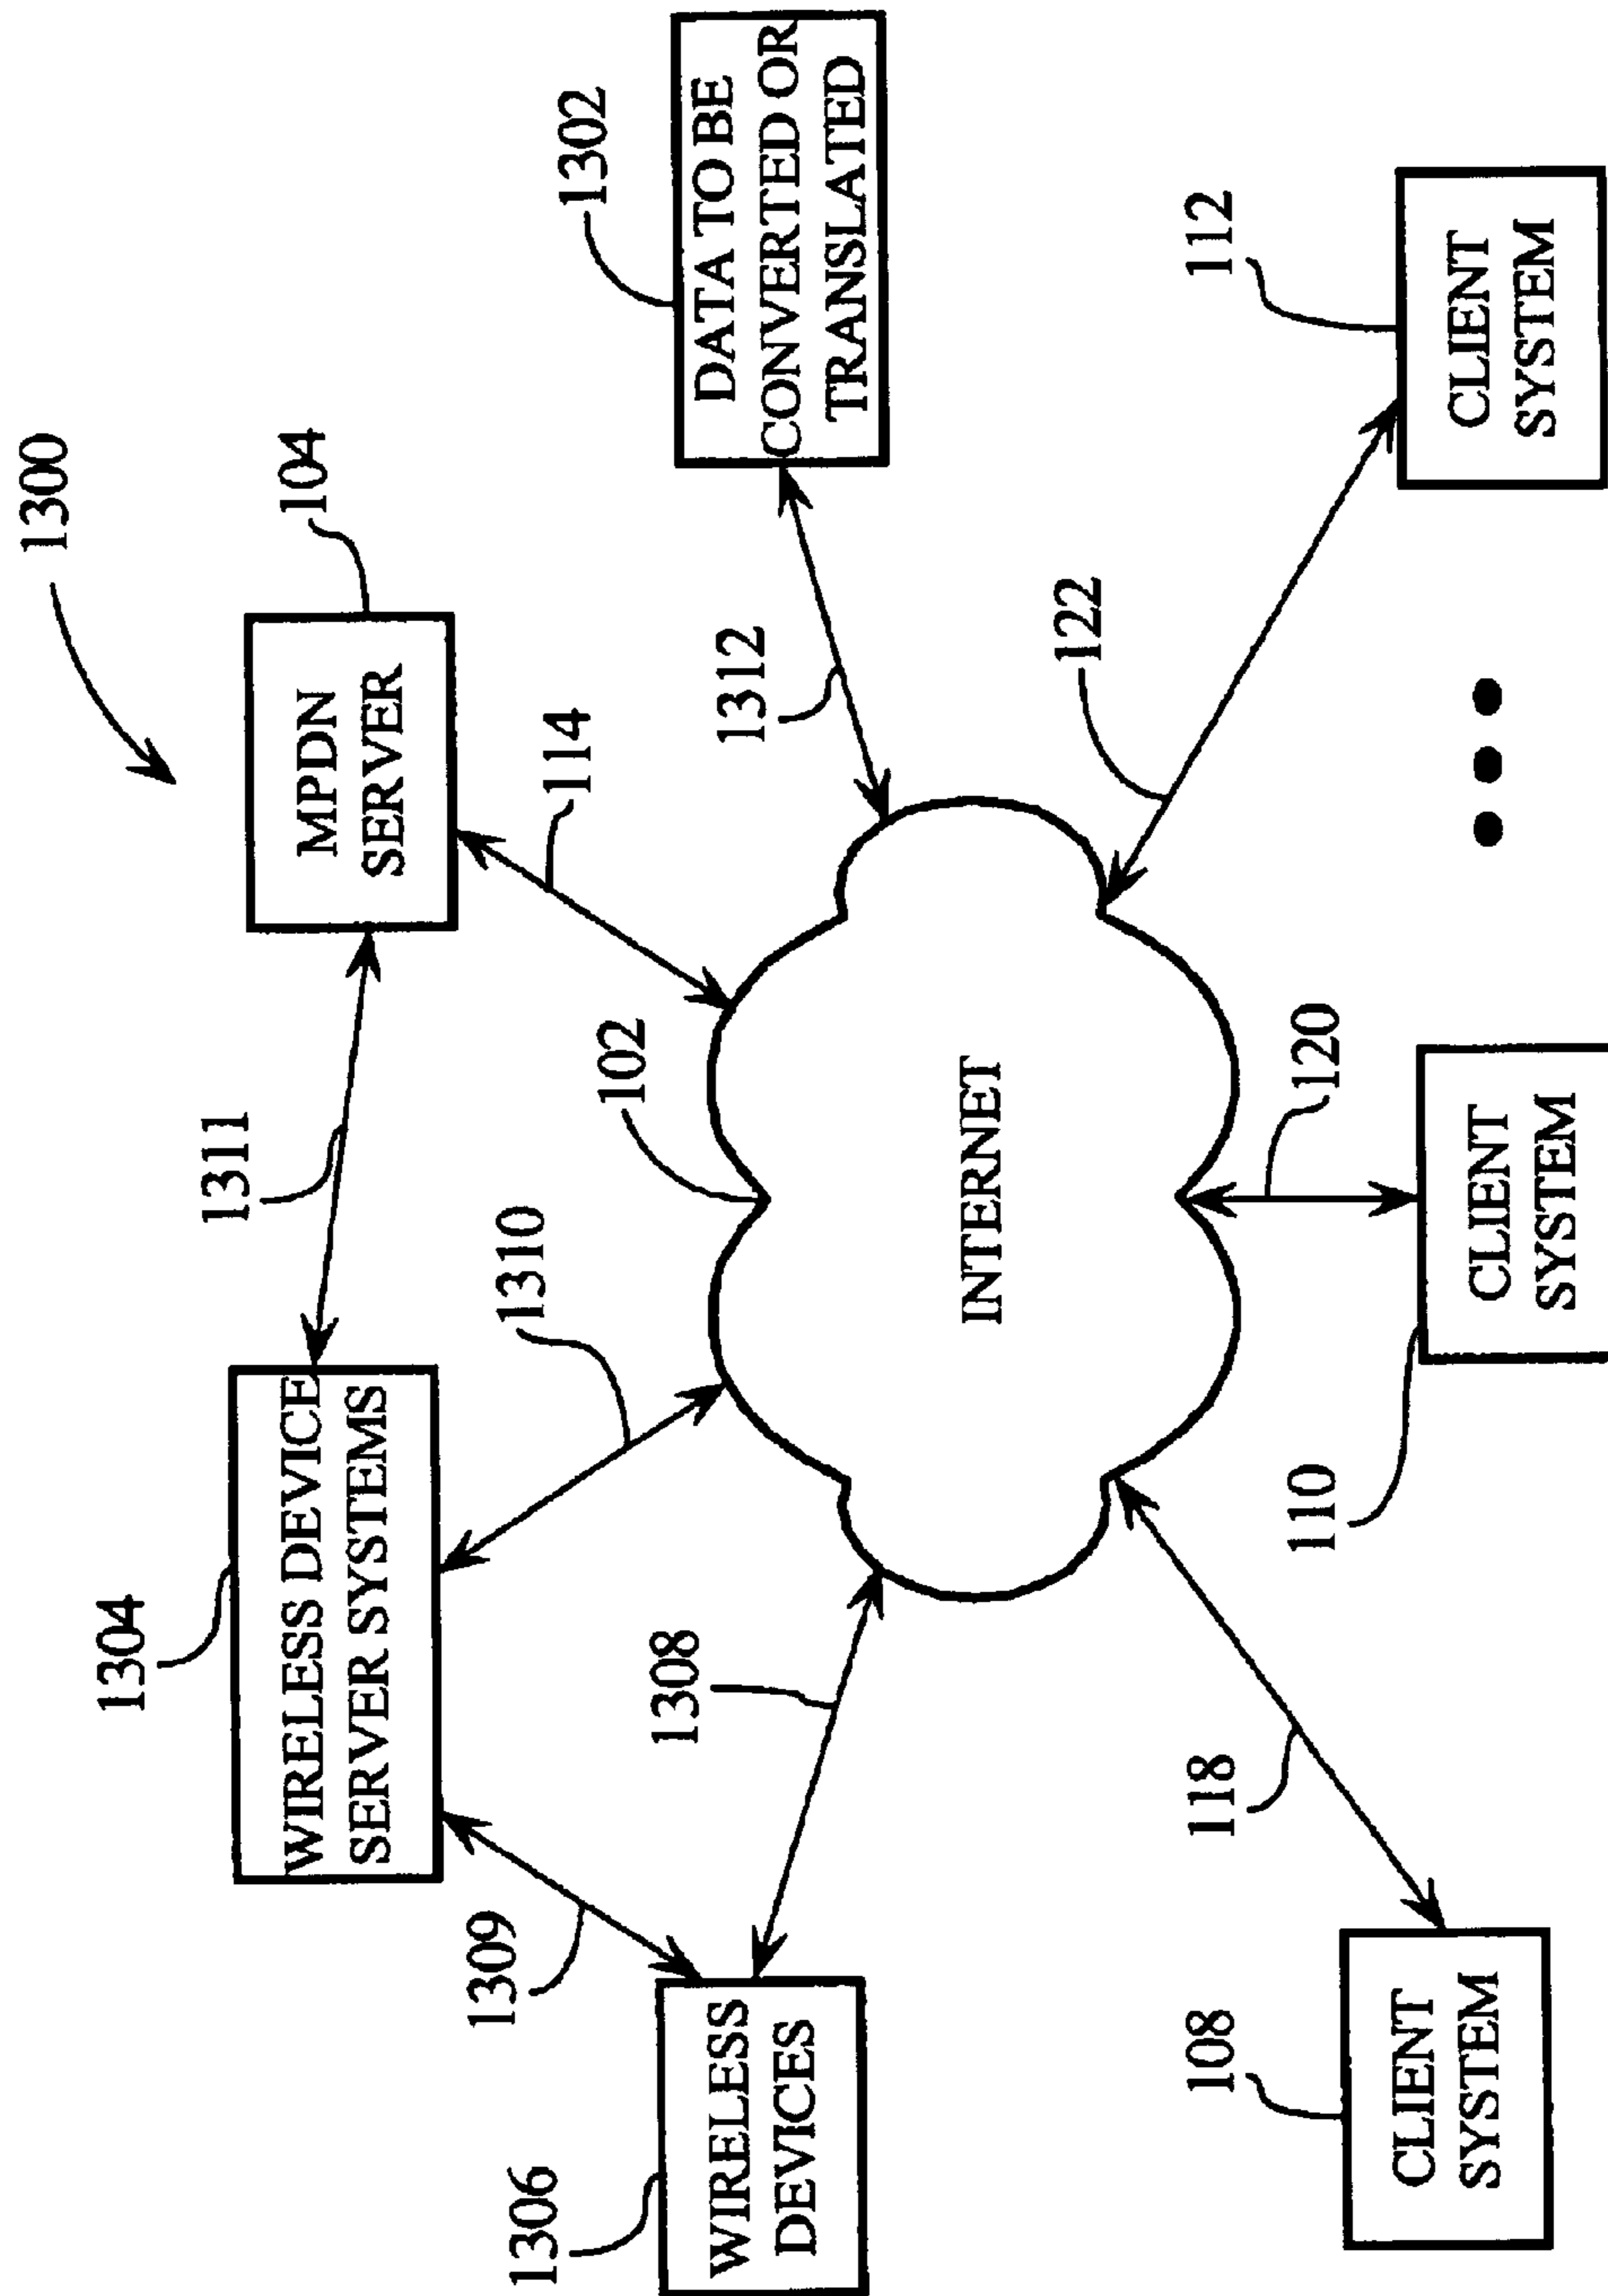 1300
104
MPDN
SERVER
1304
WIRELESS DEVICE
SERVER SYSTEMS
1311
114
1310
102
1309
1306
WIRELESS
DEVICES
1308
INTERNET
1312
1302
DATA TO BE
CONVERTED OR
TRANSLATED
108
CLIENT
SYSTEM
118
110
CLIENT
SYSTEM
120
122
112
CLIENT
SYSTEM